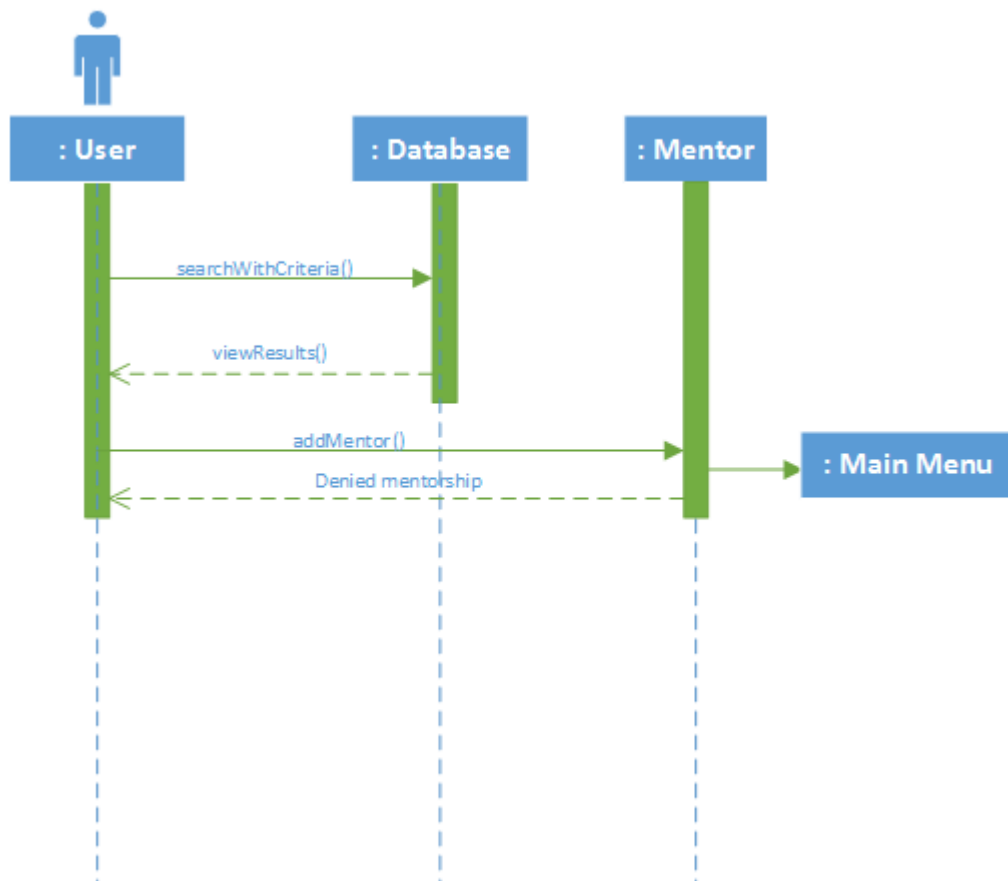 : User
: Database
: Mentor
searchWithCriteria()
viewResults()
addMentor()
: Main Menu
Denied mentorship